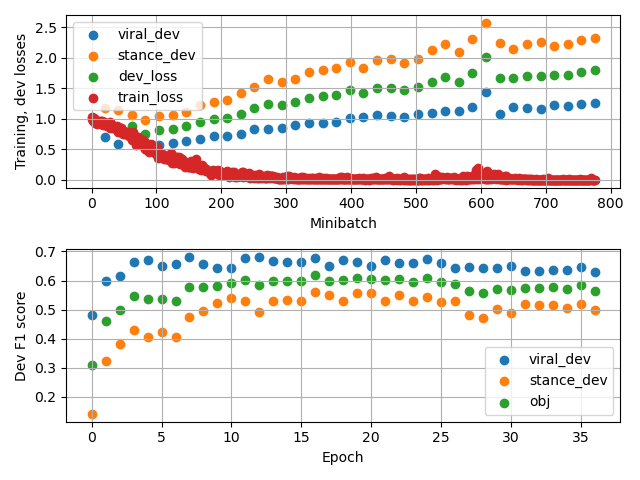 2.5
2.0
1.5
1.0
0.5
0.0
Training, dev losses
viral_dev
stance_dev
dev_loss
train_loss
0 100 200 300 400 500 600 700 800
Minibatch
0.7
0.6
0.5
0.4
0.3
0.2
Dev F1 score
viral_dev
stance_dev
obj
0 5 10 15 20 25 30 35
Epoch